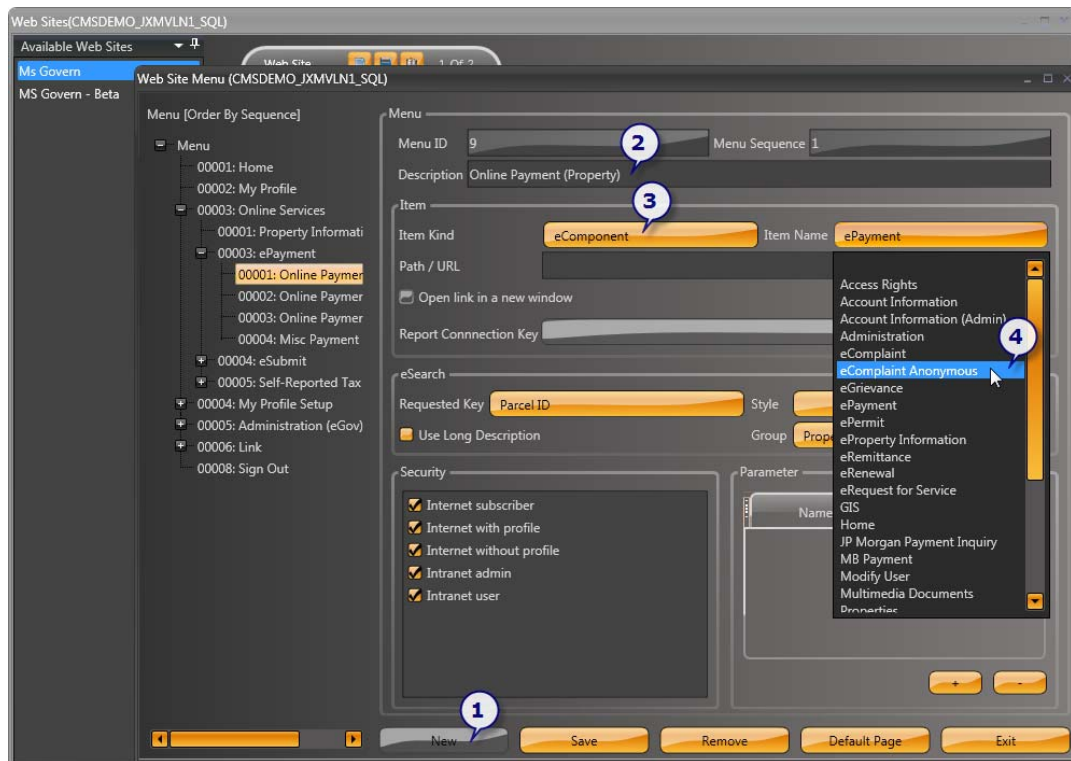 Web Sites(CMSDEMO_JXMVLN1_SQL)
Available Web Sites
Web Site 1 Of 2
Ms Govern
MS Govern - Beta
Web Site Menu (CMSDEMO_JXMVLN1_SQL)
Menu [Order By Sequence]
Menu
00001: Home
00002: My Profile
00003: Online Services
00001: Property Informati
00003: ePayment
00001: Online Paymer
00002: Online Paymer
00003: Online Paymer
00004: Misc Payment
00004: eSubmit
00005: Self-Reported Tax
00004: My Profile Setup
00005: Administration (eGov)
00006: Link
00008: Sign Out
Menu
Menu ID 9 2 Menu Sequence 1
Description Online Payment (Property)
Item 3
Item Kind eComponent Item Name ePayment
Path / URL
Open link in a new window
Report Connnection Key
eSearch
Requested Key Parcel ID Style
Use Long Description Group Prope
Security
Internet subscriber
Internet with profile
Internet without profile
Intranet admin
Intranet user
Parameter
Name
Access Rights
Account Information
Account Information (Admin)
Administration 4
eComplaint
eComplaint Anonymous
eGrievance
ePayment
ePermit
eProperty Information
eRemittance
eRenewal
eRequest for Service
GIS
Home
JP Morgan Payment Inquiry
MB Payment
Modify User
Multimedia Documents
Properties
+ -
1
New Save Remove Default Page Exit